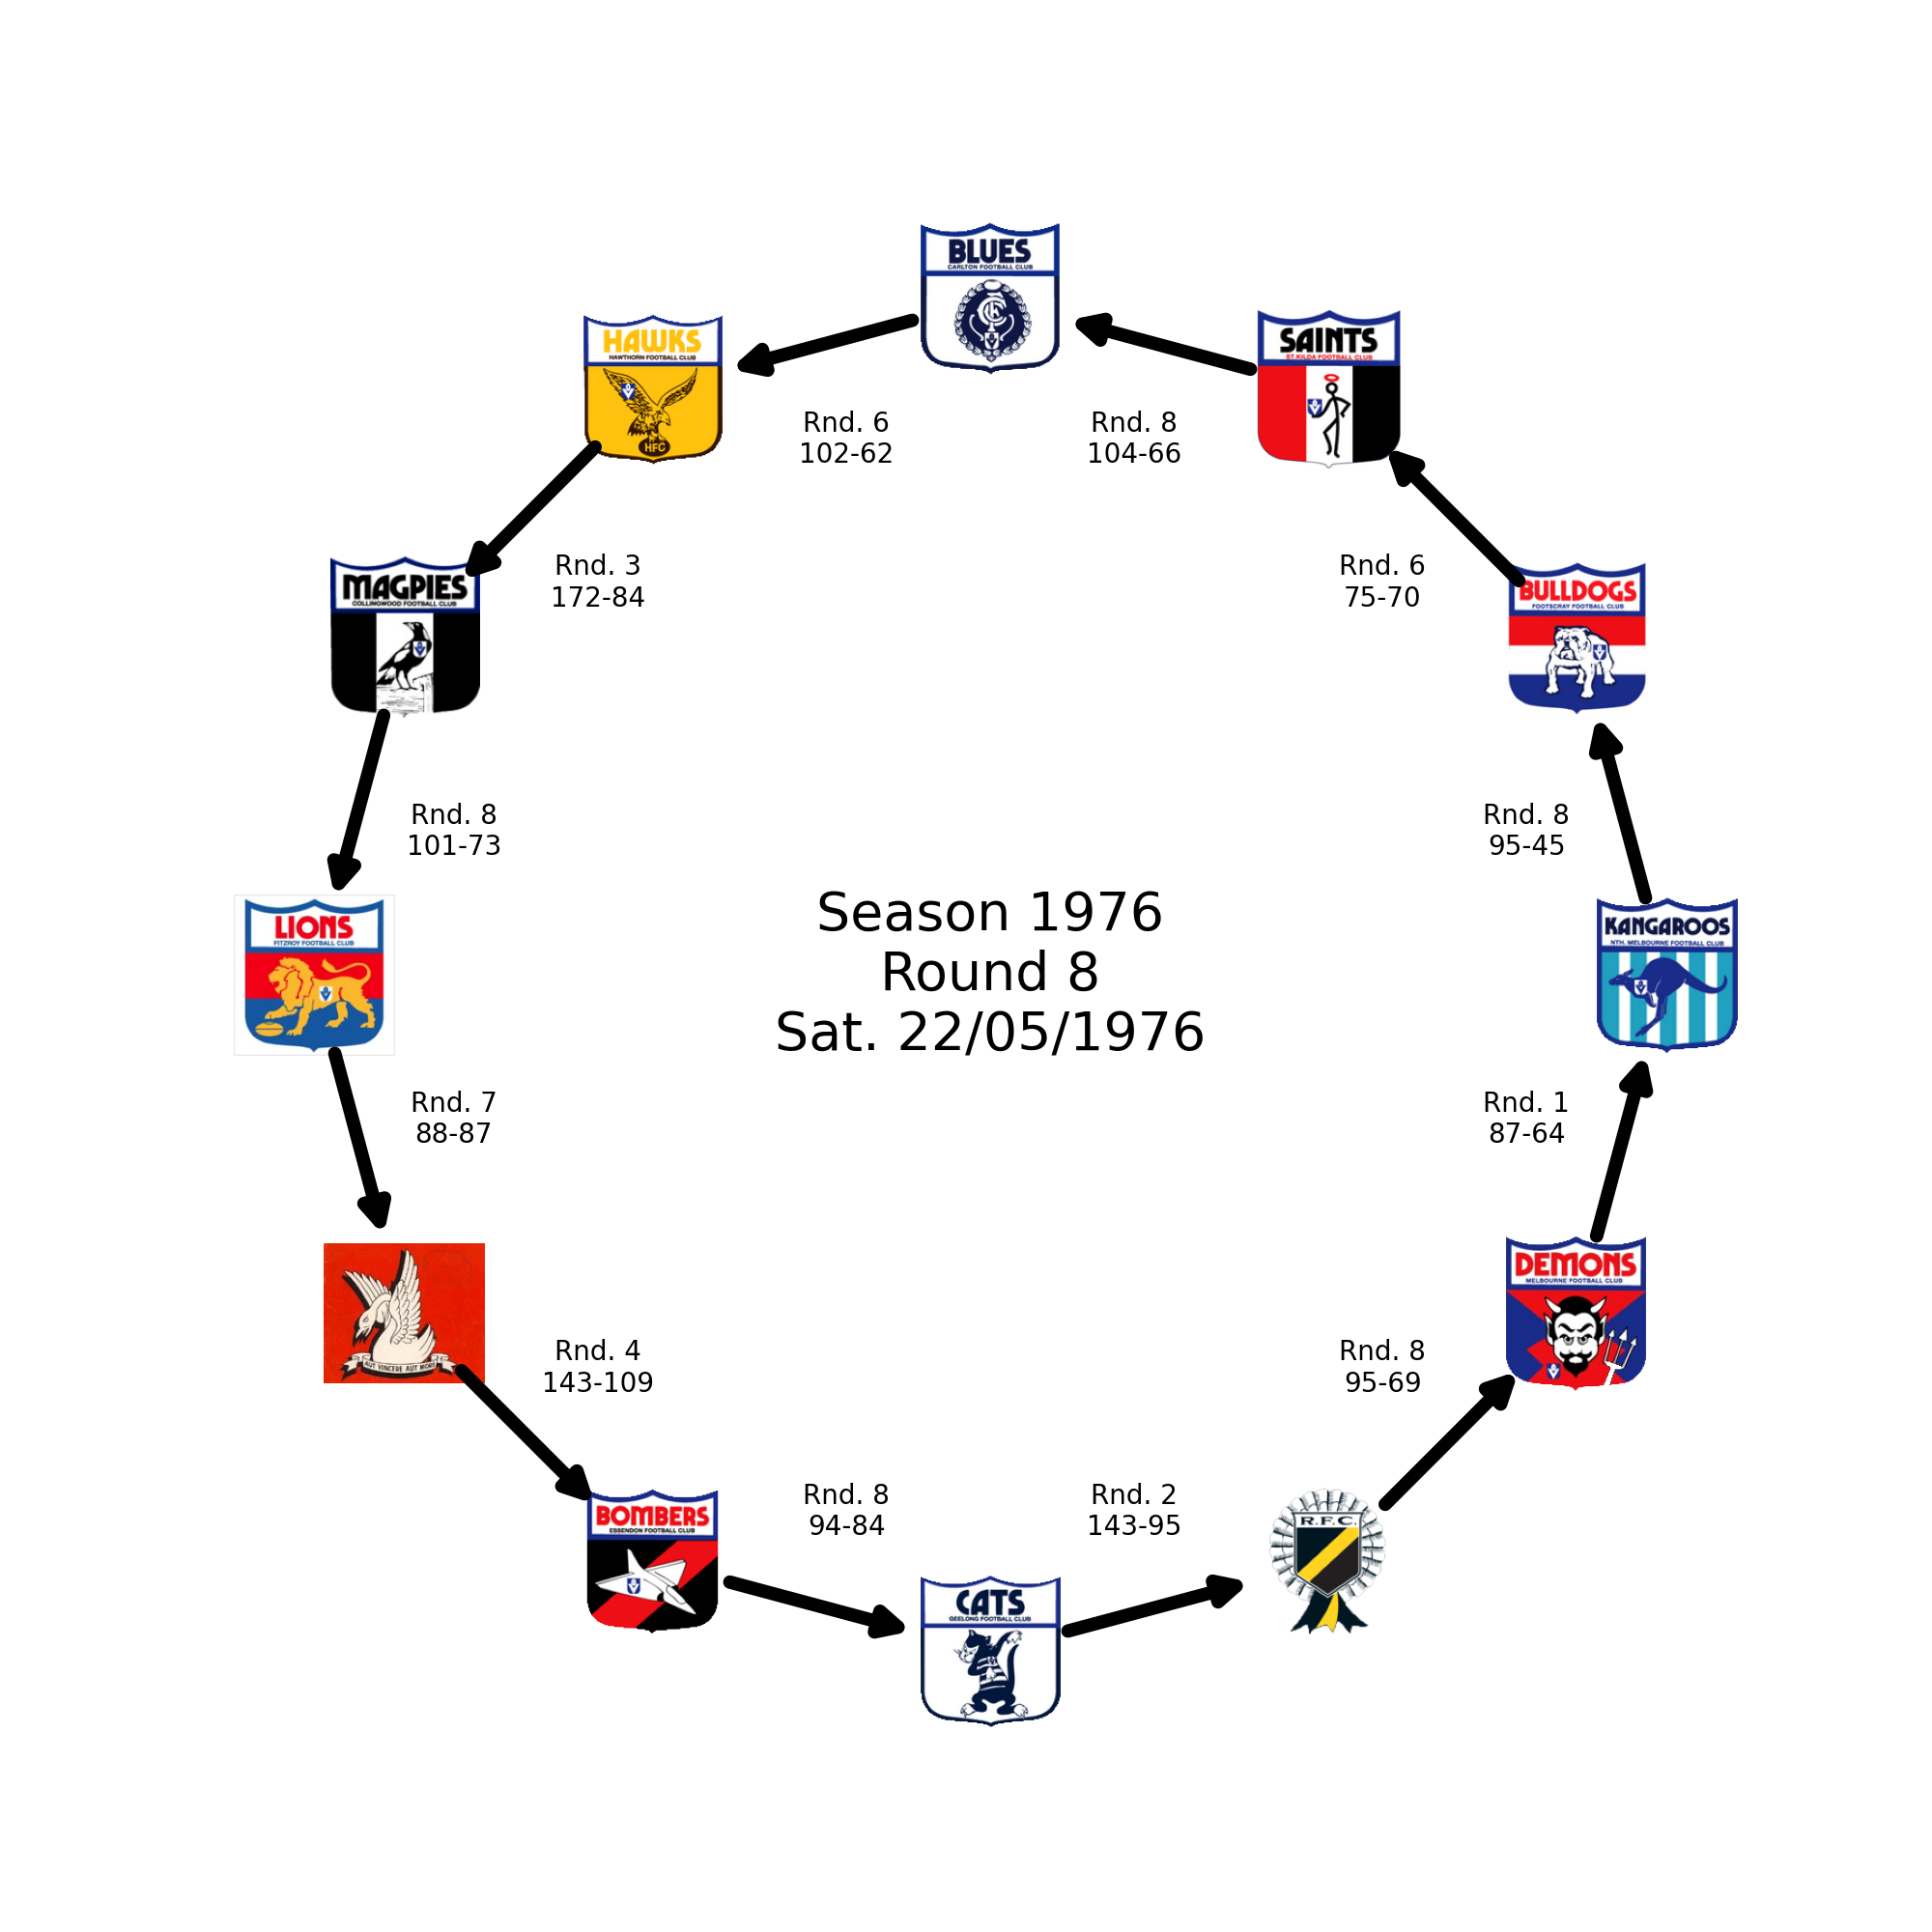 BLUES
CARLTON FOOTBALL CLUB
HAWKS
HAWTHORN FOOTBALL CLUB
HFC
SAINTS
ST.KILDA FOOTBALL CLUB
Rnd. 6
102-62
Rnd. 8
104-66
MAGPIES
COLLINGWOOD FOOTBALL CLUB
Rnd. 3
172-84
Rnd. 6
75-70
BULLDOGS
FOOTSCRAY FOOTBALL CLUB
Rnd. 8
101-73
Rnd. 8
95-45
LIONS
FITZROY FOOTBALL CLUB
Season 1976
Round 8
Sat. 22/05/1976
KANGAROOS
NTH. MELBOURNE FOOTBALL CLUB
Rnd. 7
88-87
Rnd. 1
87-64
DEMONS
MELBOURNE FOOTBALL CLUB
AUT VINCERE AUT MORI
Rnd. 4
143-109
Rnd. 8
95-69
BOMBERS
ESSENDON FOOTBALL CLUB
Rnd. 8
94-84
Rnd. 2
143-95
R.F.C.
CATS
GEELONG FOOTBALL CLUB